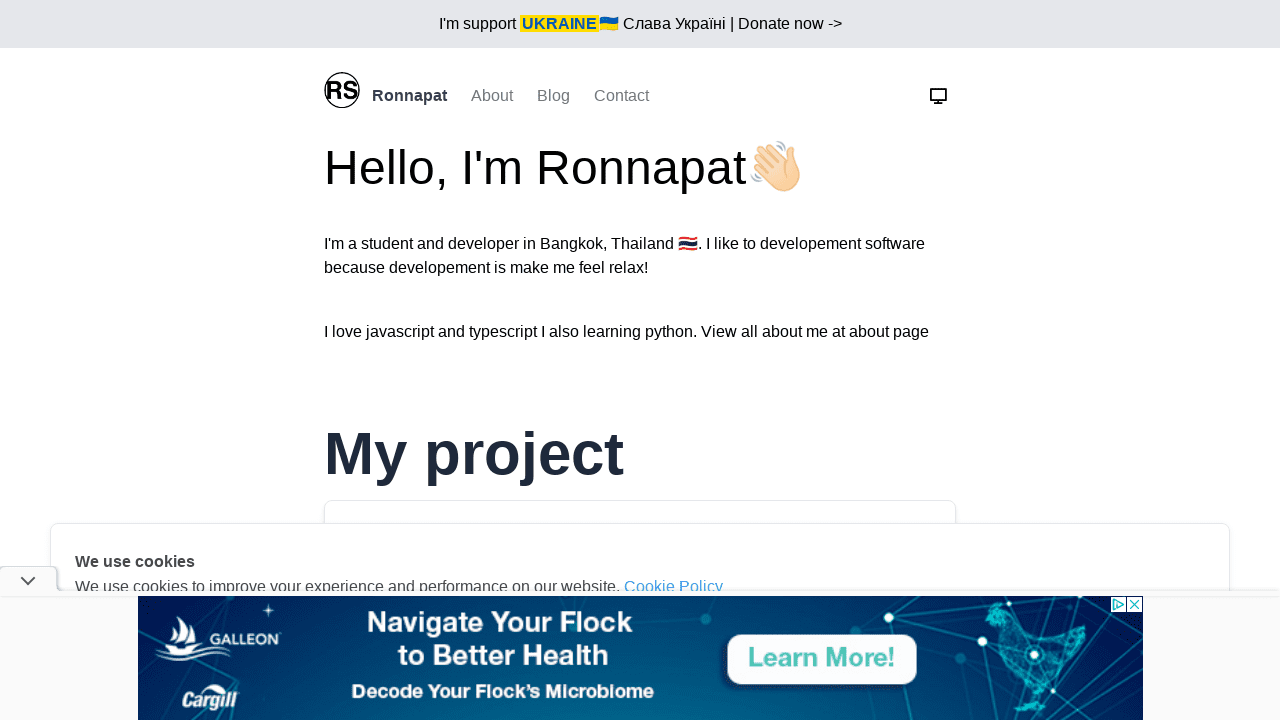 I'm support UKRAINE🇺🇦 Слава Україні | Donate now ->
RS Ronnapat About Blog Contact
Hello, I'm Ronnapat👋🏻
I'm a student and developer in Bangkok, Thailand 🇹🇭. I like to developement software
because developement is make me feel relax!
I love javascript and typescript I also learning python. View all about me at about page
My project
We use cookies
We use cookies to improve your experience and performance on our website. Cookie Policy
GALLEON
Cargill
Navigate Your Flock
to Better Health
Decode Your Flock's Microbiome
Learn More!